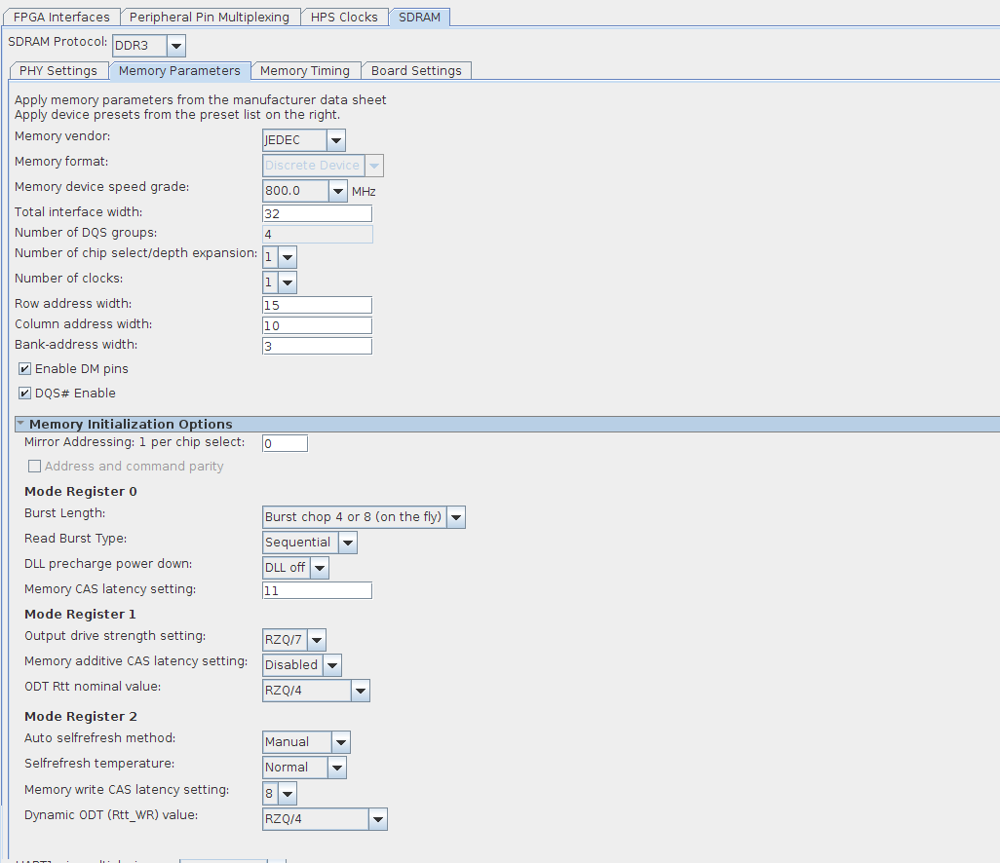 FPGA Interfaces Peripheral Pin Multiplexing HPS Clocks SDRAM
SDRAM Protocol: DDR3
PHY Settings Memory Parameters Memory Timing Board Settings
Apply memory parameters from the manufacturer data sheet
Apply device presets from the preset list on the right.
Memory vendor: JEDEC
Memory format: Discrete Device
Memory device speed grade: 800.0 MHz
Total interface width: 32
Number of DQS groups: 4
Number of chip select/depth expansion: 1
Number of clocks: 1
Row address width: 15
Column address width: 10
Bank-address width: 3
Enable DM pins
DQS# Enable
Memory Initialization Options
Mirror Addressing: 1 per chip select: 0
Address and command parity
Mode Register 0
Burst Length: Burst chop 4 or 8 (on the fly)
Read Burst Type: Sequential
DLL precharge power down: DLL off
Memory CAS latency setting: 11
Mode Register 1
Output drive strength setting: RZQ/7
Memory additive CAS latency setting: Disabled
ODT Rtt nominal value: RZQ/4
Mode Register 2
Auto selfrefresh method: Manual
Selfrefresh temperature: Normal
Memory write CAS latency setting: 8
Dynamic ODT (Rtt_WR) value: RZQ/4